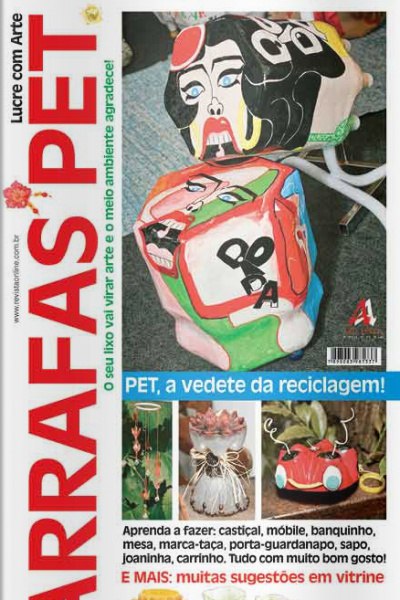 Lucre com Arte
ARRAFAS PET
O seu lixo vai virar arte e o meio ambiente agradece!
www.revistaonline.com.br
PET, a vedete da reciclagem!
Aprenda a fazer: castiçal, móbile, banquinho,
mesa, marca-taça, porta-guardanapo, sapo,
joaninha, carrinho. Tudo com muito bom gosto!
E MAIS: muitas sugestões em vitrine